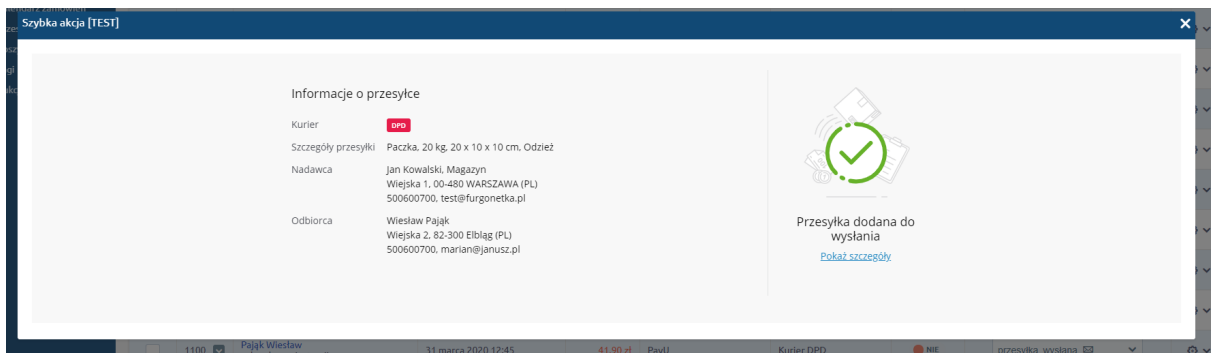 Szybka akcja [TEST]
Informacje o przesyłce
Kurier DPD
Szczegóły przesyłki Paczka, 20 kg, 20 x 10 x 10 cm, Odzież
Nadawca Jan Kowalski, Magazyn
Wiejska 1, 00-480 WARSZAWA (PL)
500600700, test@furgonetka.pl
Odbiorca Wiesław Pająk
Wiejska 2, 82-300 Elbląg (PL)
500600700, marian@janusz.pl
Przesyłka dodana do
wysłania
Pokaż szczegóły
1100 Pająk Wiesław 31 marca 2020 12:45 41,90 zł PayU Kurier DPD NIE przesyłka wysłana